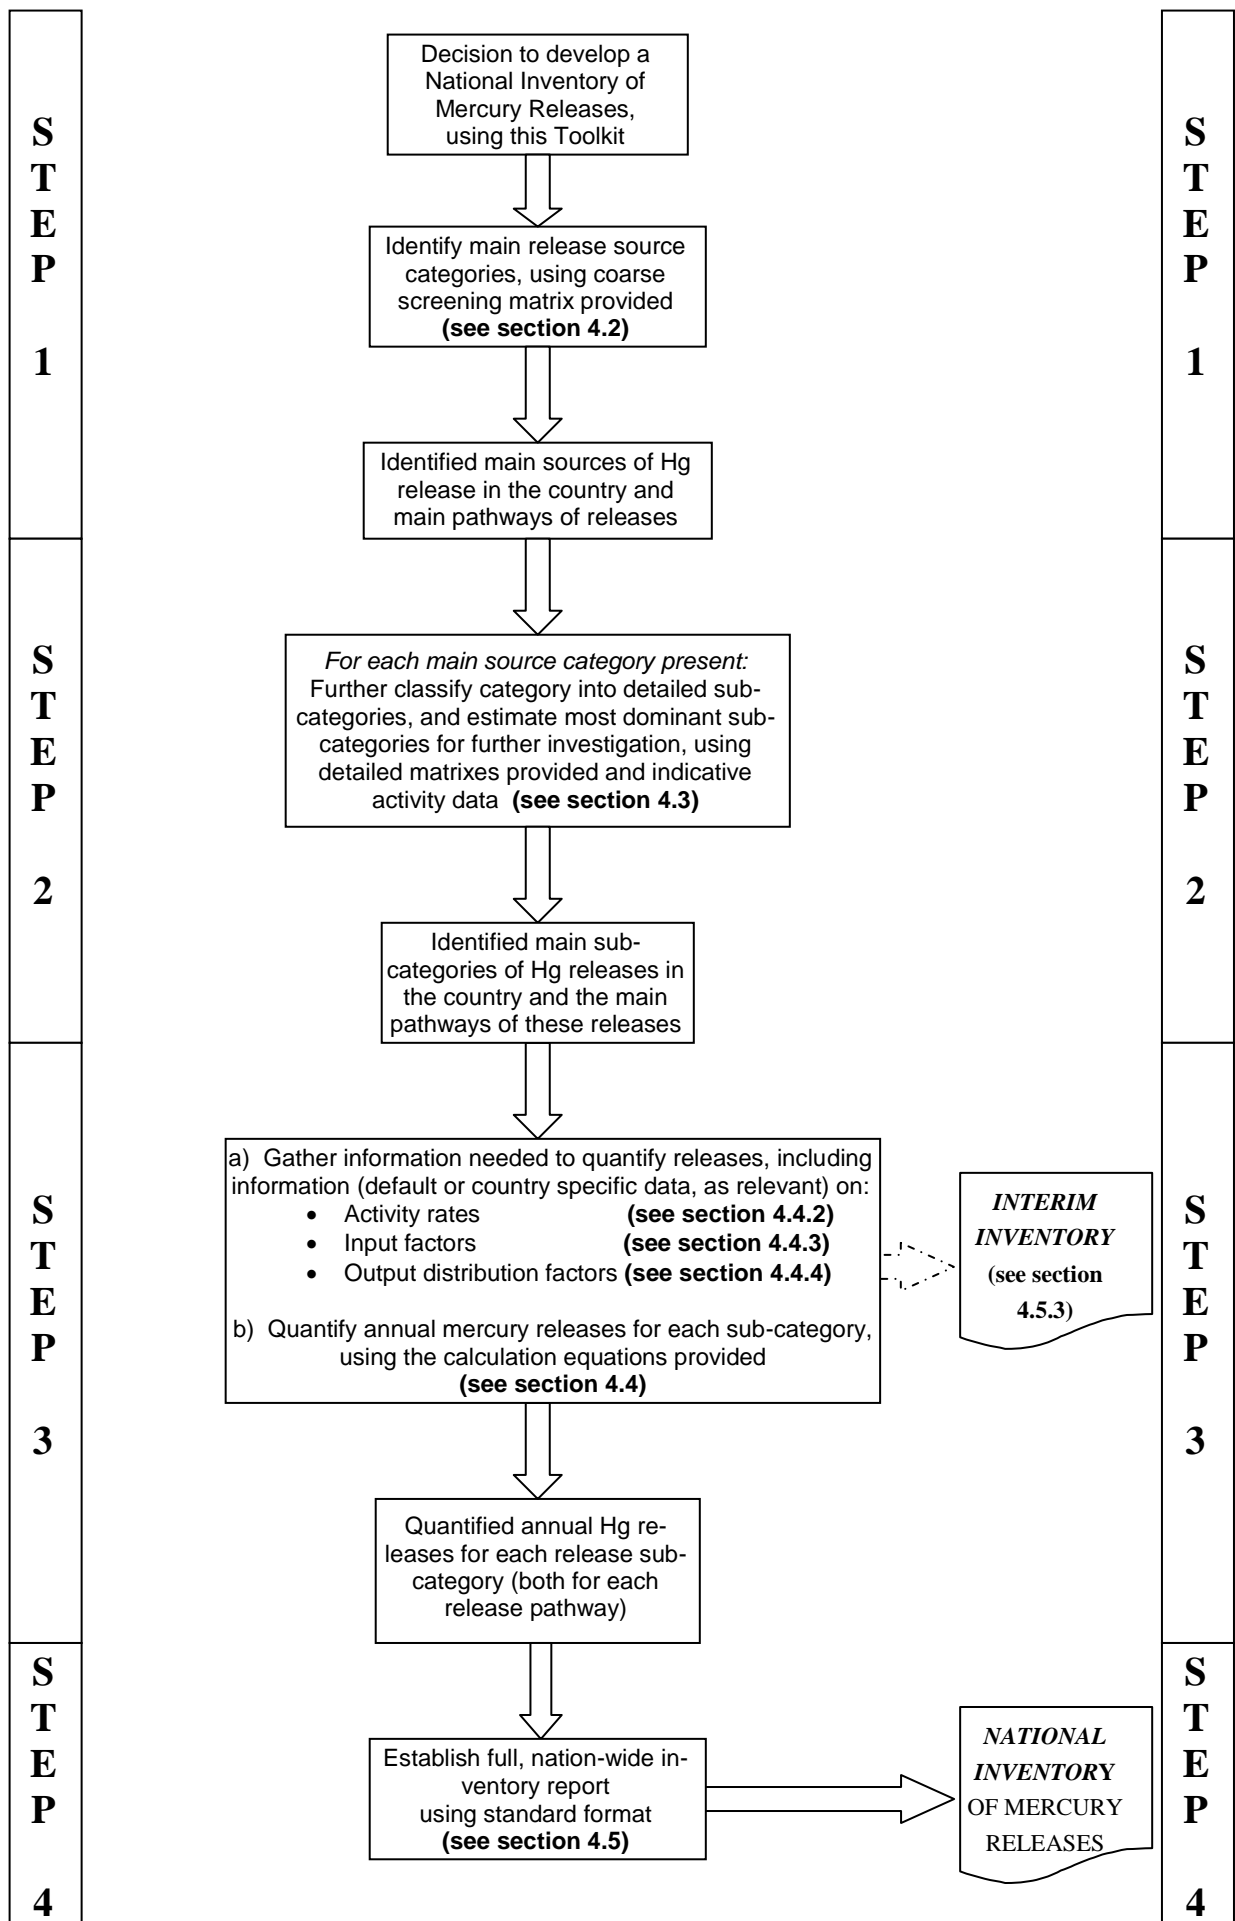 S
T
E
P
1
Decision to develop a
National Inventory of
Mercury Releases,
using this Toolkit
Identify main release source
categories, using coarse
screening matrix provided
(see section 4.2)
Identified main sources of Hg
release in the country and
main pathways of releases
S
T
E
P
1
S
T
E
P
2
For each main source category present:
Further classify category into detailed sub-
categories, and estimate most dominant sub-
categories for further investigation, using
detailed matrixes provided and indicative
activity data (see section 4.3)
Identified main sub-
categories of Hg releases in
the country and the main
pathways of these releases
S
T
E
P
2
S
T
E
P
3
a) Gather information needed to quantify releases, including
information (default or country specific data, as relevant) on:
• Activity rates (see section 4.4.2)
• Input factors (see section 4.4.3)
• Output distribution factors (see section 4.4.4)
b) Quantify annual mercury releases for each sub-category,
using the calculation equations provided
(see section 4.4)
INTERIM
INVENTORY
(see section
4.5.3)
Quantified annual Hg re-
leases for each release sub-
category (both for each
release pathway)
S
T
E
P
3
S
T
E
P
4
Establish full, nation-wide in-
ventory report
using standard format
(see section 4.5)
NATIONAL
INVENTORY
OF MERCURY
RELEASES
S
T
E
P
4